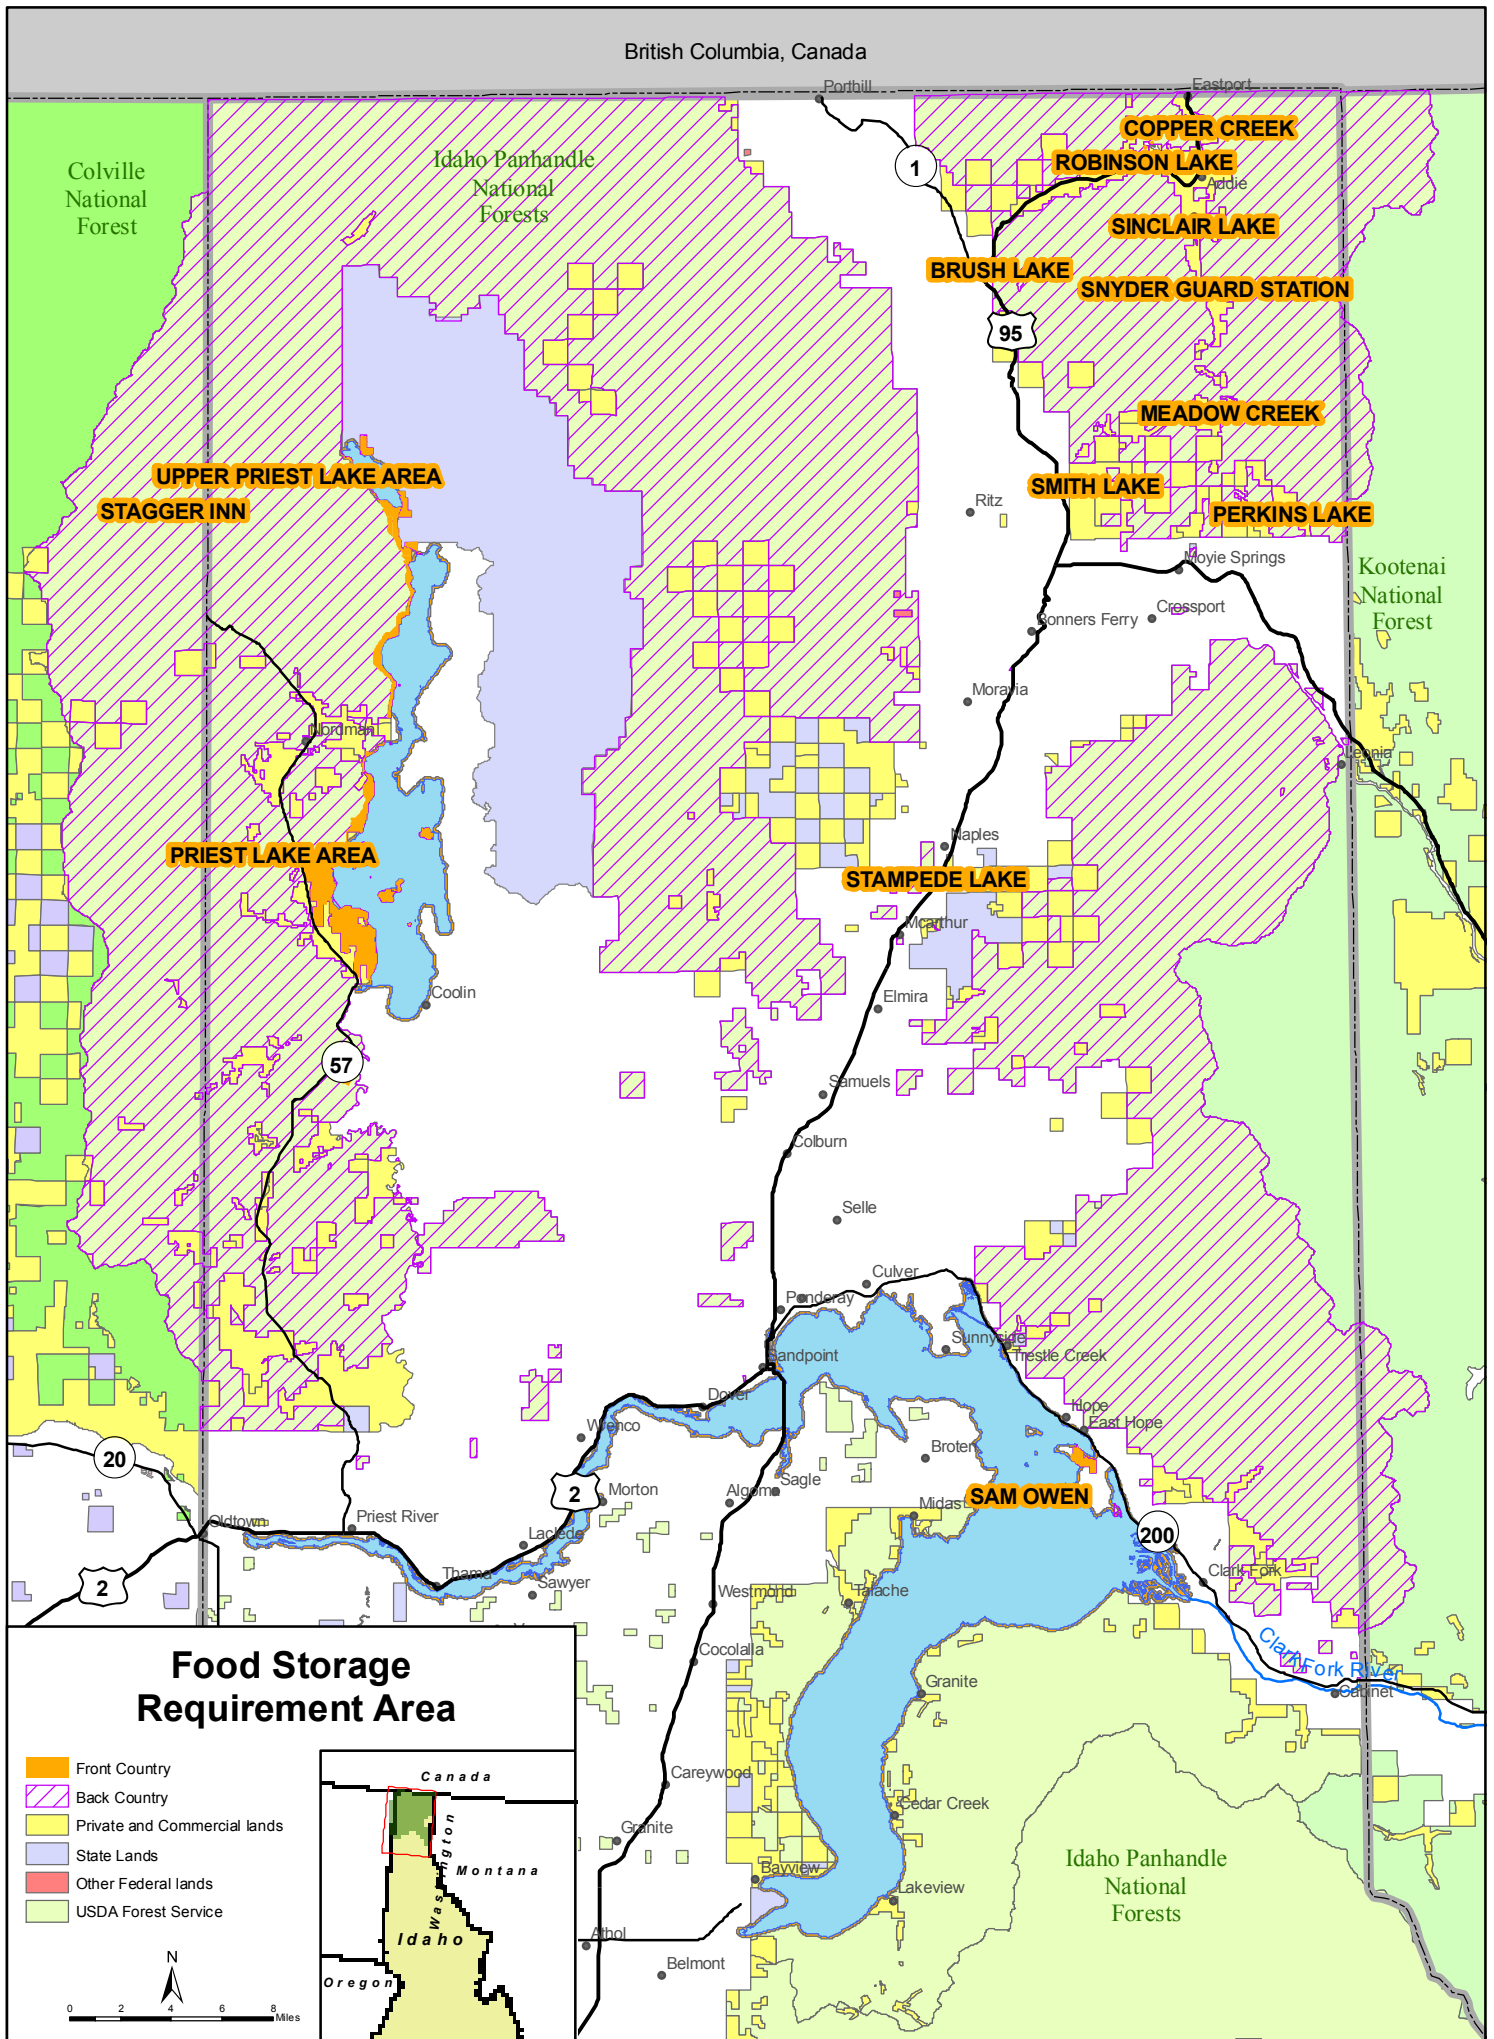 British Columbia, Canada
Porthill
Eastport
COPPER CREEK
Idaho Panhandle
National
Forests
Colville
National
Forest
1
ROBINSON LAKE
Addie
SINCLAIR LAKE
BRUSH LAKE
SNYDER GUARD STATION
95
MEADOW CREEK
UPPER PRIEST LAKE AREA
STAGGER INN
SMITH LAKE
Ritz
PERKINS LAKE
Moyie Springs
Kootenai
National
Forest
Crossport
Bonners Ferry
Moravia
Nordman
Leonia
Naples
PRIEST LAKE AREA
STAMPEDE LAKE
Mcarthur
Coolin
Elmira
57
Samuels
Colburn
Selle
Culver
Ponderay
Sunnyside
Trestle Creek
Sandpoint
Dover
Hope
East Hope
Wrenco
Broten
20
2
Morton
Algoma
Sagle
SAM OWEN
Midas
Priest River
Oldtown
Laclede
200
Thama
Sawyer
Clark Fork
2
Westmond
Talache
Cocolalla
Clark Fork River
Granite
Cabinet
Food Storage
Requirement Area
Front Country
Back Country
Private and Commercial lands
State Lands
Other Federal lands
USDA Forest Service
N
0 2 4 6 8
Miles
Canada
Washington
Montana
Idaho
Oregon
Careywood
Cedar Creek
Granite
Bayview
Lakeview
Idaho Panhandle
National
Forests
Athol
Belmont